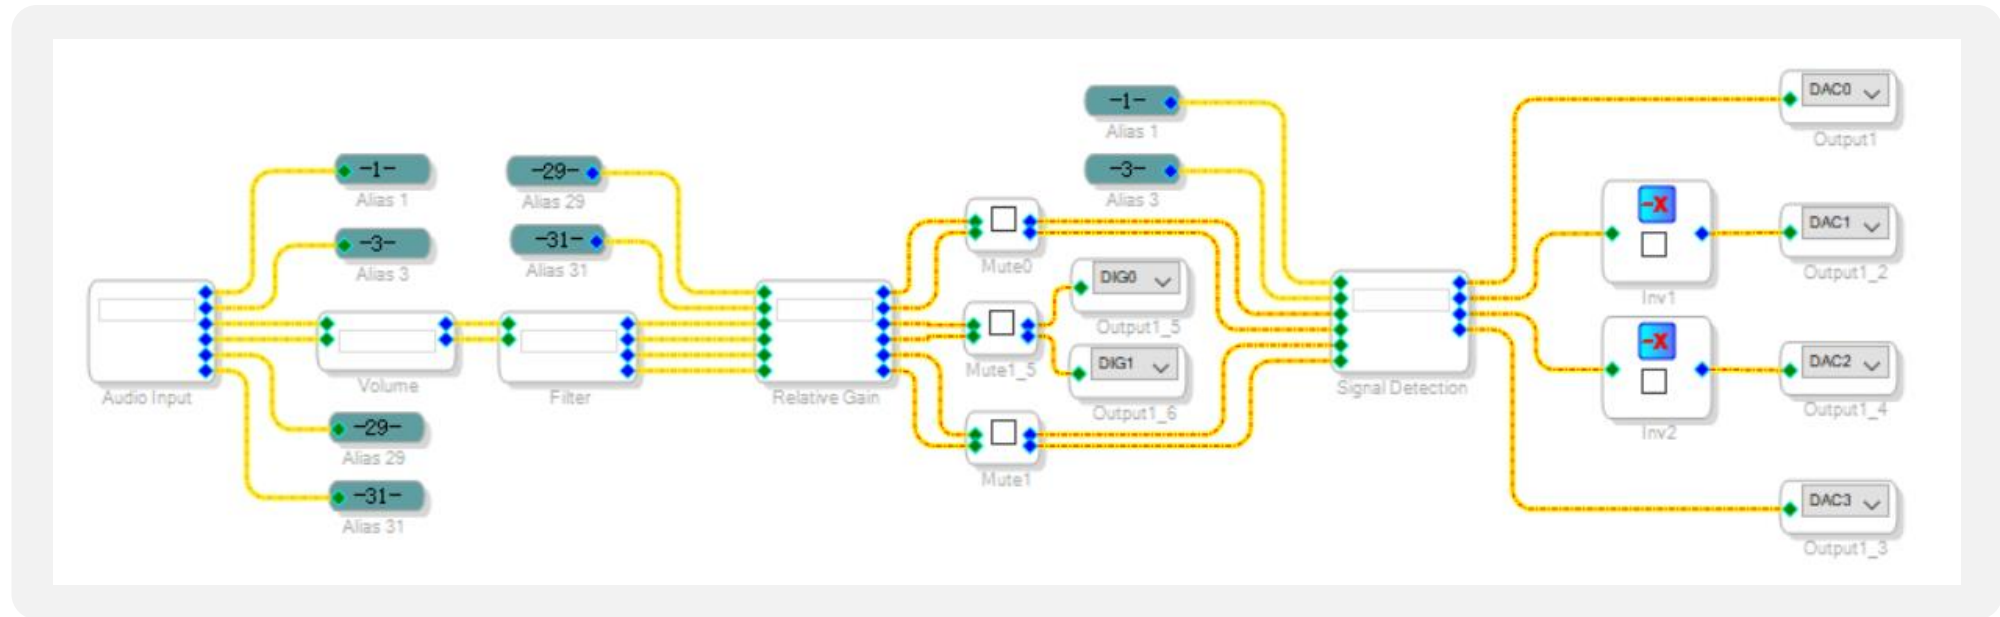 -1-
Alias 1
-3-
Alias 3
Audio Input
Volume
-29-
Alias 29
-31-
Alias 31
-29-
Alias 29
-31-
Alias 31
Filter
Relative Gain
Mute0
Mute1_5
Mute1
DIG0
Output1_5
DIG1
Output1_6
-1-
Alias 1
-3-
Alias 3
Signal Detection
-X
Inv1
-X
Inv2
DAC0
Output1
DAC1
Output1_2
DAC2
Output1_4
DAC3
Output1_3